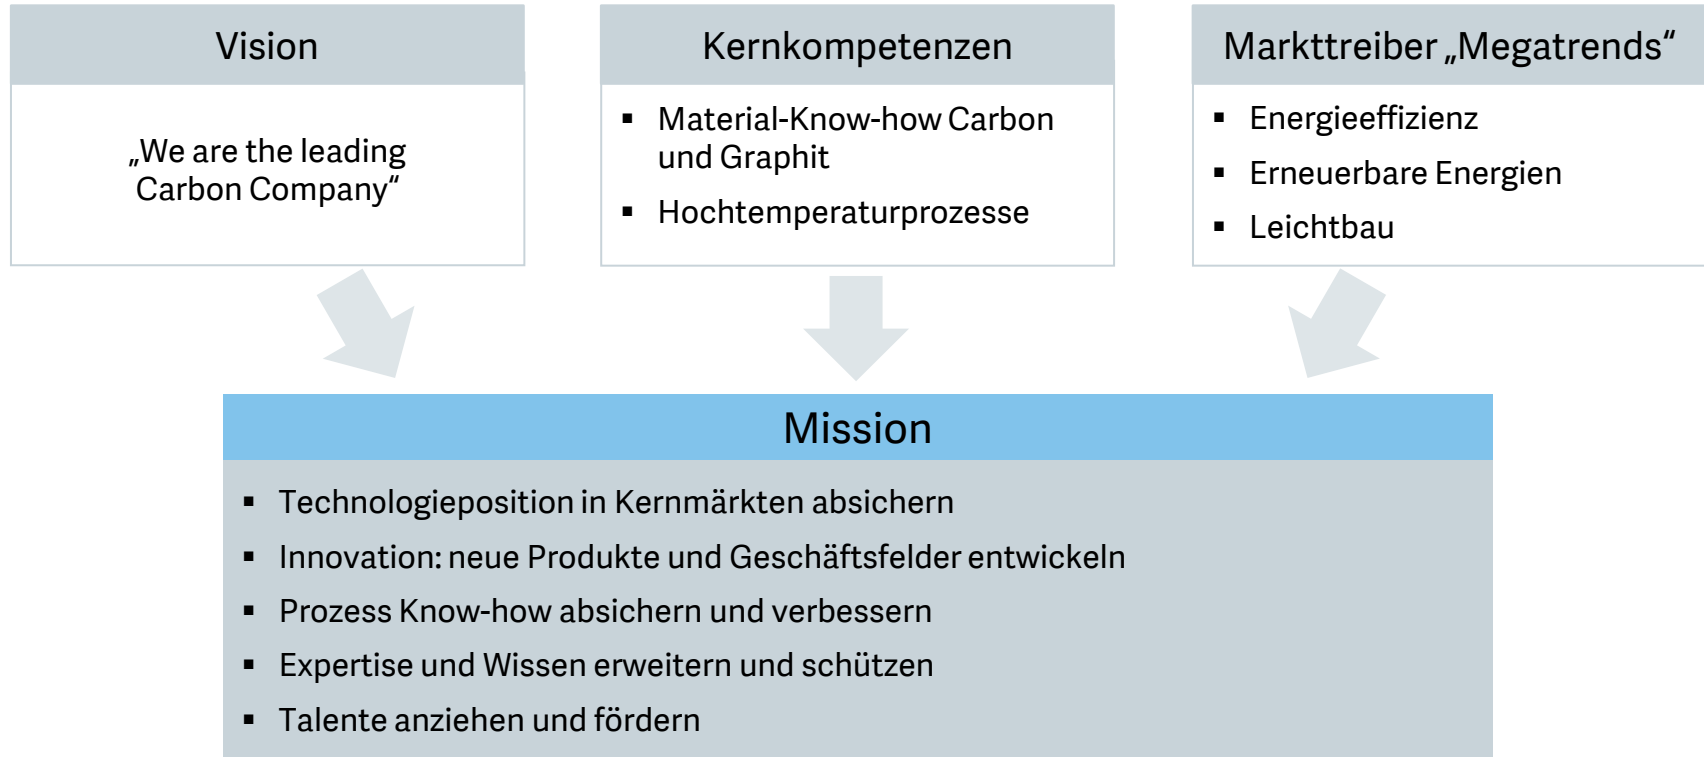 Vision
„We are the leading
Carbon Company“
Kernkompetenzen
▪ Material-Know-how Carbon
und Graphit
▪ Hochtemperaturprozesse
Markttreiber „Megatrends“
▪ Energieeffizienz
▪ Erneuerbare Energien
▪ Leichtbau
Mission
▪ Technologieposition in Kernmärkten absichern
▪ Innovation: neue Produkte und Geschäftsfelder entwickeln
▪ Prozess Know-how absichern und verbessern
▪ Expertise und Wissen erweitern und schützen
▪ Talente anziehen und fördern